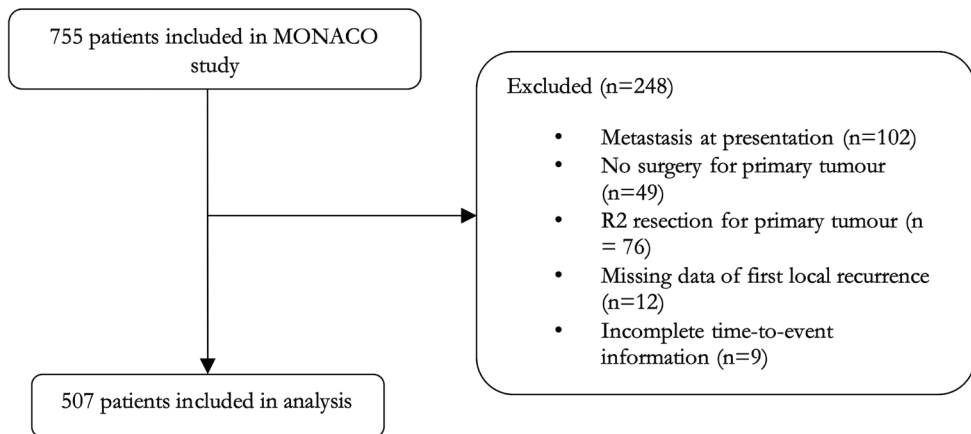 755 patients included in MONACO
study
Excluded (n=248)
• Metastasis at presentation (n=102)
• No surgery for primary tumour
(n=49)
• R2 resection for primary tumour (n
= 76)
• Missing data of first local recurrence
(n=12)
• Incomplete time-to-event
information (n=9)
507 patients included in analysis